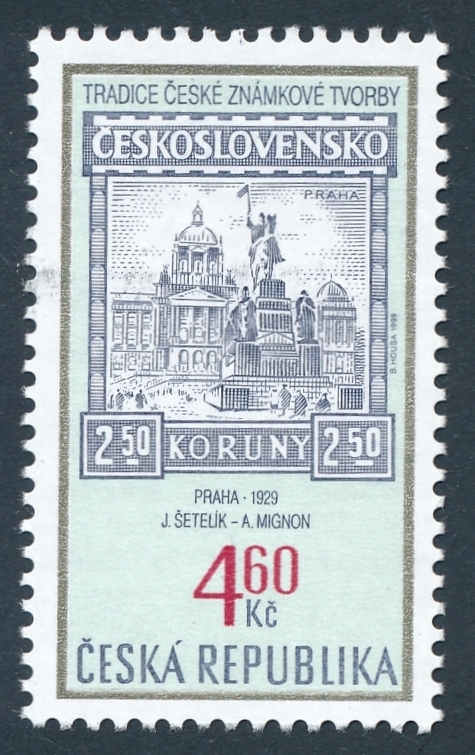 TRADICE ČESKÉ ZNÁMKOVÉ TVORBY
ČESKOSLOVENSKO
PRAHA
B. HOUSA 1999
2 50 KORUNY 2 50
PRAHA · 1929
J. ŠETELÍK – A. MIGNON
4 60
Kč
ČESKÁ REPUBLIKA